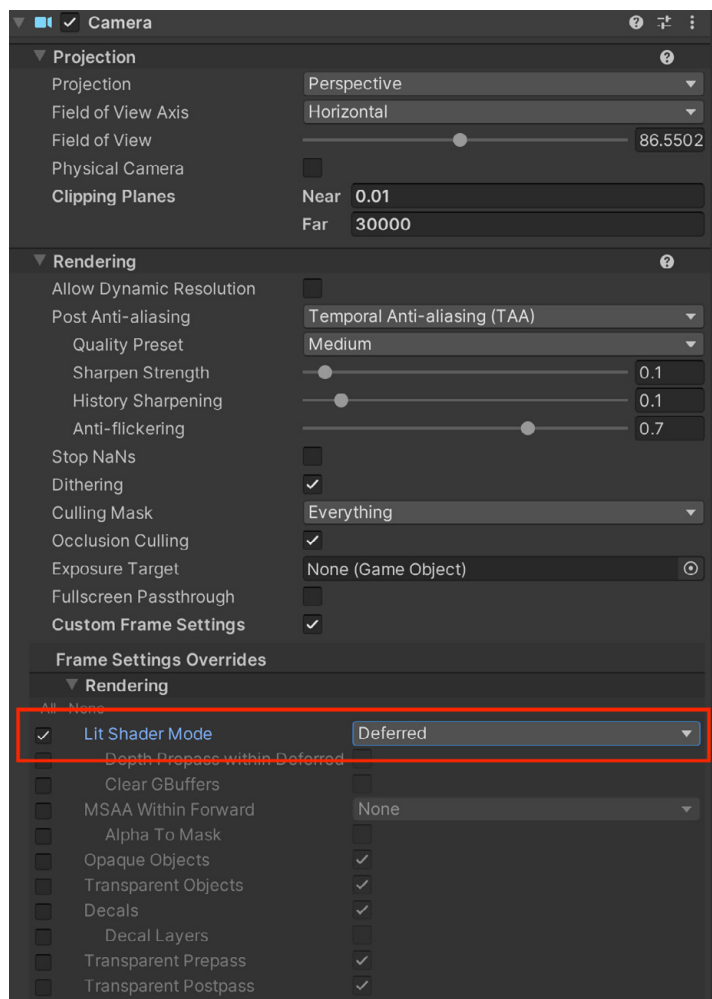 Camera
Projection
Projection Perspective
Field of View Axis Horizontal
Field of View 86.5502
Physical Camera
Clipping Planes Near 0.01
Far 30000
Rendering
Allow Dynamic Resolution
Post Anti-aliasing Temporal Anti-aliasing (TAA)
Quality Preset Medium
Sharpen Strength 0.1
History Sharpening 0.1
Anti-flickering 0.7
Stop NaNs
Dithering
Culling Mask Everything
Occlusion Culling
Exposure Target None (Game Object)
Fullscreen Passthrough
Custom Frame Settings
Frame Settings Overrides
Rendering
All None
Lit Shader Mode Deferred
Depth Prepass within Deferred
Clear GBuffers
MSAA Within Forward None
Alpha To Mask
Opaque Objects
Transparent Objects
Decals
Decal Layers
Transparent Prepass
Transparent Postpass